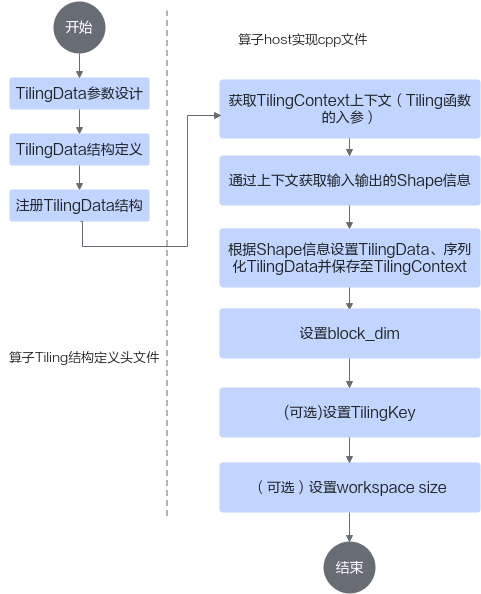 开始
TilingData参数设计
TilingData结构定义
注册TilingData结构
算子Tiling结构定义头文件
算子host实现cpp文件
获取TilingContext上下文（Tiling函数
的入参）
通过上下文获取输入输出的Shape信息
根据Shape信息设置TilingData、序列
化TilingData并保存至TilingContext
设置block_dim
(可选)设置TilingKey
（可选）设置workspace size
结束